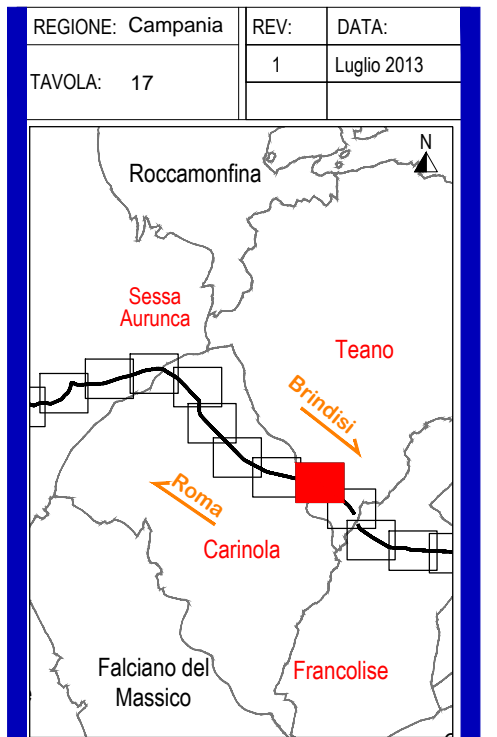 REGIONE: Campania
REV:
DATA:
TAVOLA: 17
1
Luglio 2013
N
Roccamonfina
Sessa
Aurunca
Teano
Brindisi
Roma
Carinola
Falciano del
Massico
Francolise